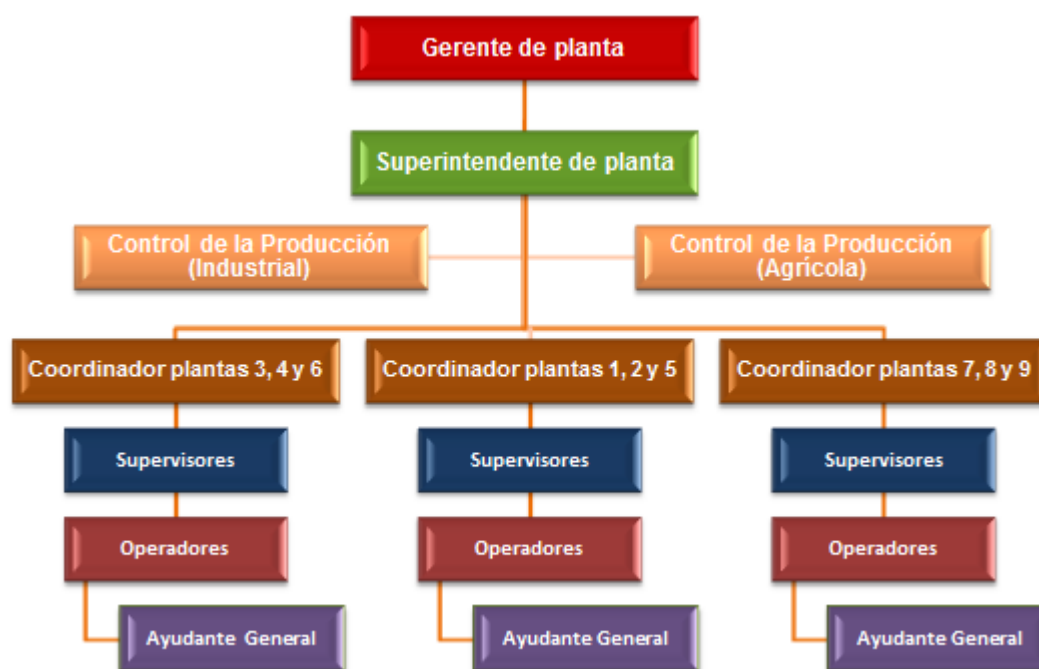 Gerente de planta
Superintendente de planta
Control de la Producción
(Industrial)
Control de la Producción
(Agrícola)
Coordinador plantas 3, 4 y 6
Coordinador plantas 1, 2 y 5
Coordinador plantas 7, 8 y 9
Supervisores
Supervisores
Supervisores
Operadores
Operadores
Operadores
Ayudante General
Ayudante General
Ayudante General